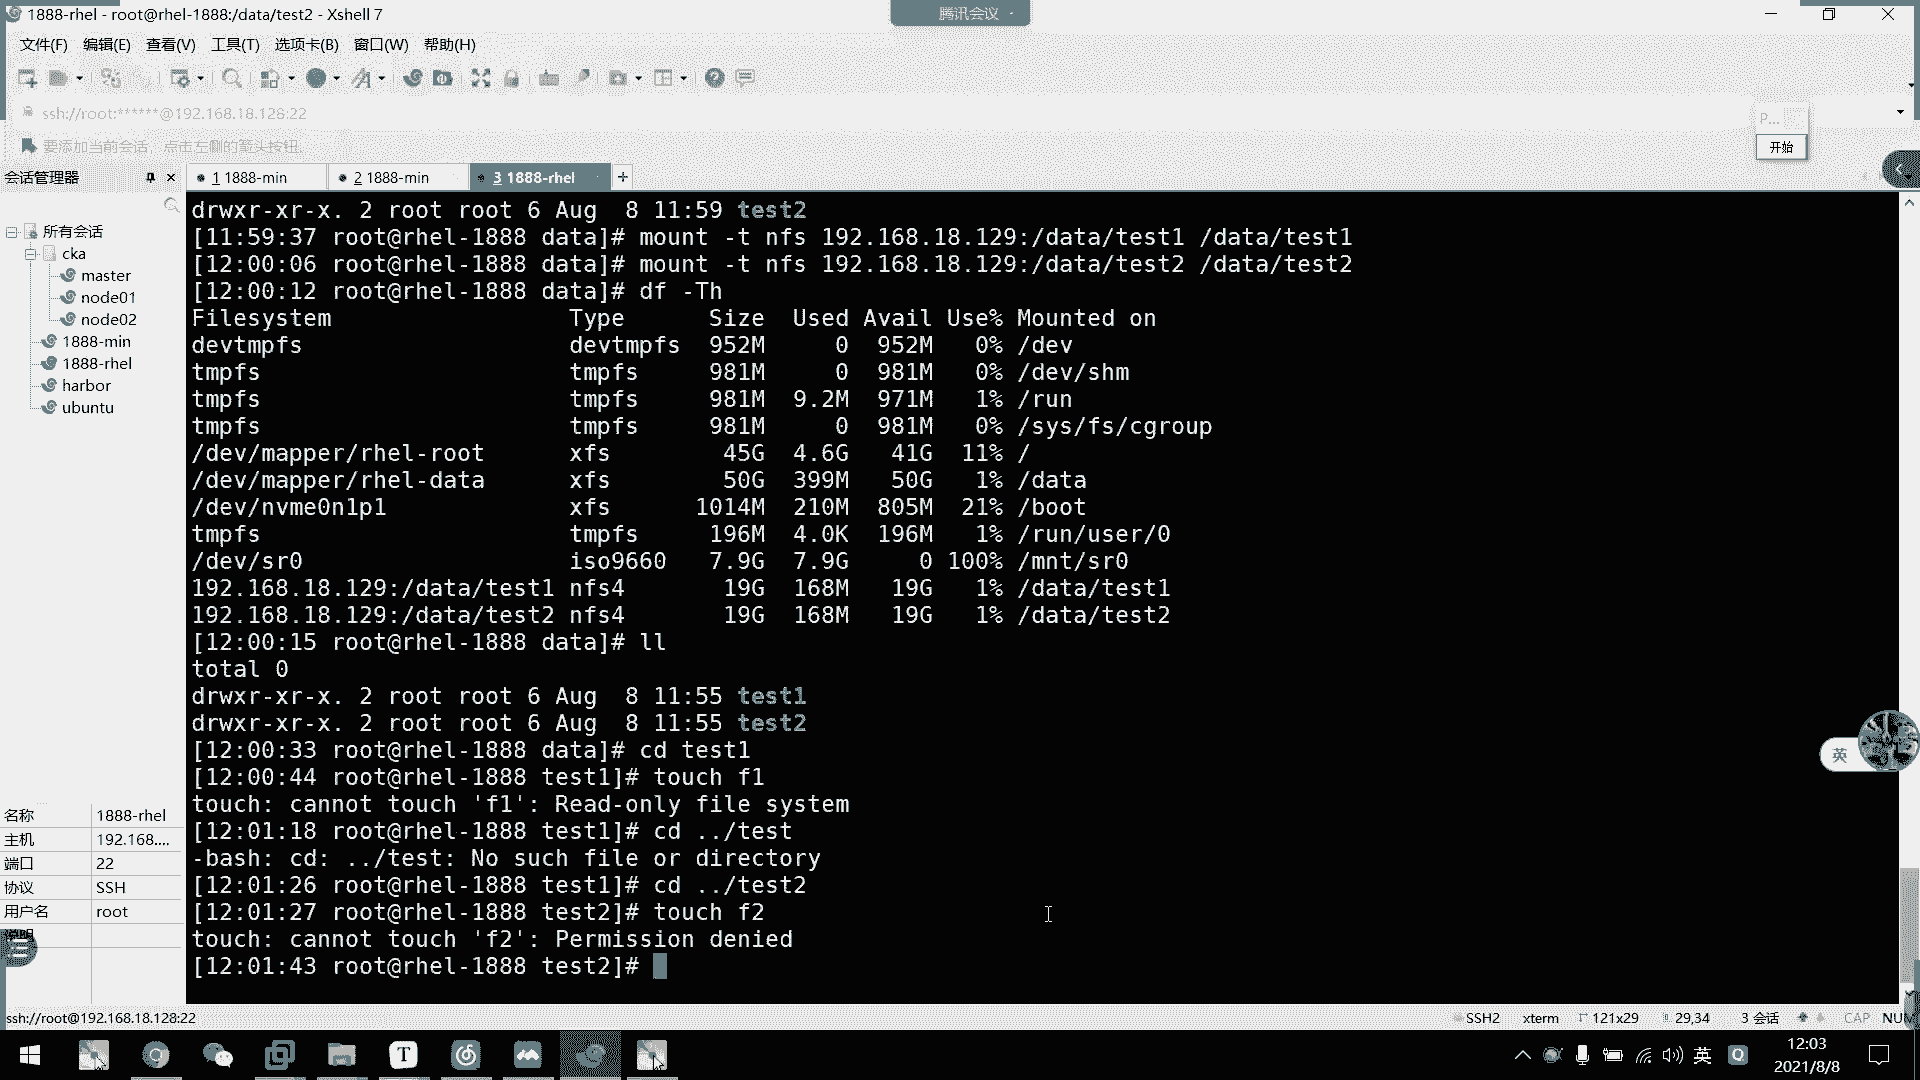 1888-rhel - root@rhel-1888:/data/test2 - Xshell 7
腾讯会议
文件(F) 编辑(E) 查看(V) 工具(T) 选项卡(B) 窗口(W) 帮助(H)
ssh://root:******@192.168.18.128:22
P...
要添加当前会话，点击左侧的箭头按钮。
开始
会话管理器
1 1888-min
2 1888-min
3 1888-rhel
所有会话
cka
master
node01
node02
1888-min
1888-rhel
harbor
ubuntu
drwxr-xr-x. 2 root root 6 Aug  8 11:59 test2
[11:59:37 root@rhel-1888 data]# mount -t nfs 192.168.18.129:/data/test1 /data/test1
[12:00:06 root@rhel-1888 data]# mount -t nfs 192.168.18.129:/data/test2 /data/test2
[12:00:12 root@rhel-1888 data]# df -Th
Filesystem                 Type      Size  Used Avail Use% Mounted on
devtmpfs                   devtmpfs  952M     0  952M   0% /dev
tmpfs                      tmpfs     981M     0  981M   0% /dev/shm
tmpfs                      tmpfs     981M  9.2M  971M   1% /run
tmpfs                      tmpfs     981M     0  981M   0% /sys/fs/cgroup
/dev/mapper/rhel-root      xfs        45G  4.6G   41G  11% /
/dev/mapper/rhel-data      xfs        50G  399M   50G   1% /data
/dev/nvme0n1p1             xfs      1014M  210M  805M  21% /boot
tmpfs                      tmpfs     196M  4.0K  196M   1% /run/user/0
/dev/sr0                   iso9660   7.9G  7.9G     0 100% /mnt/sr0
192.168.18.129:/data/test1 nfs4       19G  168M   19G   1% /data/test1
192.168.18.129:/data/test2 nfs4       19G  168M   19G   1% /data/test2
[12:00:15 root@rhel-1888 data]# ll
total 0
drwxr-xr-x. 2 root root 6 Aug  8 11:55 test1
drwxr-xr-x. 2 root root 6 Aug  8 11:55 test2
[12:00:33 root@rhel-1888 data]# cd test1
[12:00:44 root@rhel-1888 test1]# touch f1
touch: cannot touch 'f1': Read-only file system
[12:01:18 root@rhel-1888 test1]# cd ../test
-bash: cd: ../test: No such file or directory
[12:01:26 root@rhel-1888 test1]# cd ../test2
[12:01:27 root@rhel-1888 test2]# touch f2
touch: cannot touch 'f2': Permission denied
[12:01:43 root@rhel-1888 test2]#
英
名称 1888-rhel
主机 192.168....
端口 22
协议 SSH
用户名 root
说明
ssh://root@192.168.18.128:22
SSH2 xterm 121x29 29,34 3 会话 CAP NUM
英
12:03
2021/8/8